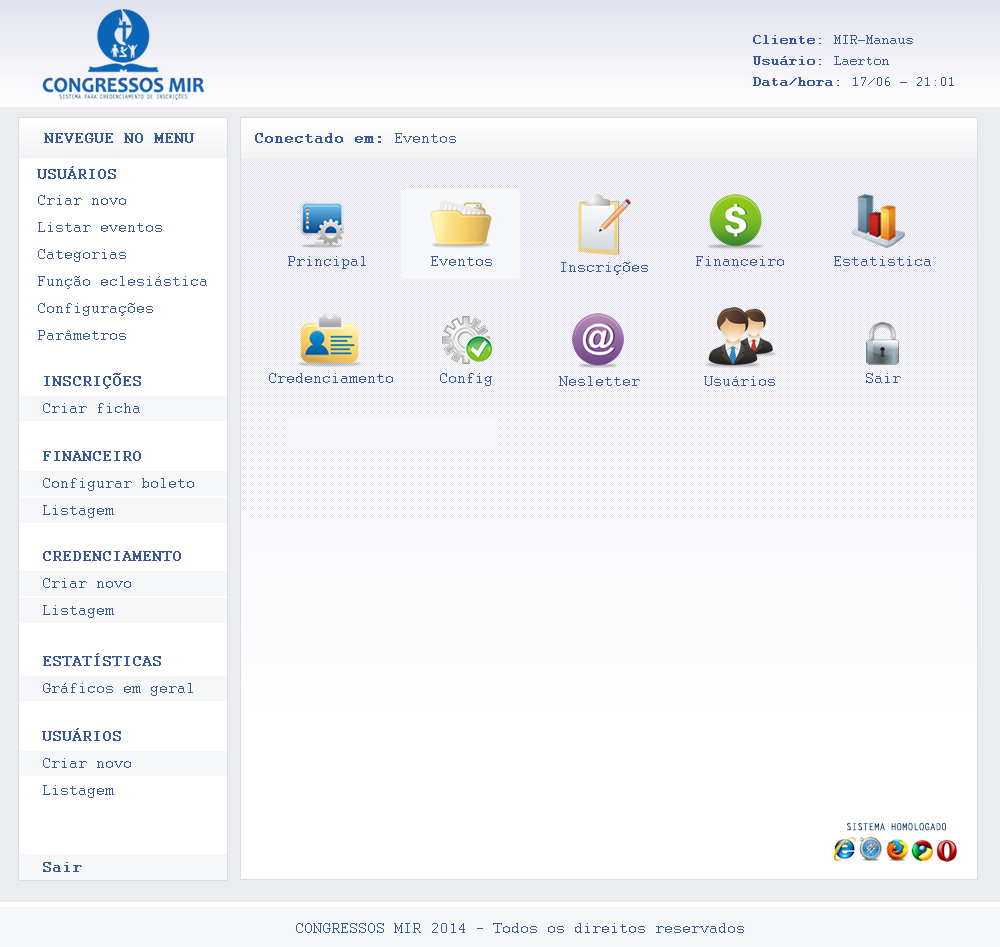 CONGRESSOS MIR
SISTEMA PARA CREDENCIAMENTO DE INSCRIÇÕES
Cliente: MIR-Manaus
Usuário: Laerton
Data/hora: 17/06 - 21:01
NEVEGUE NO MENU
USUÁRIOS
Criar novo
Listar eventos
Categorias
Função eclesiástica
Configurações
Parâmetros
INSCRIÇÕES
Criar ficha
FINANCEIRO
Configurar boleto
Listagem
CREDENCIAMENTO
Criar novo
Listagem
ESTATÍSTICAS
Gráficos em geral
USUÁRIOS
Criar novo
Listagem
Sair
Conectado em: Eventos
Principal
Eventos
Inscrições
Financeiro
Estatistica
Credenciamento
Config
Nesletter
Usuários
Sair
SISTEMA HOMOLOGADO
CONGRESSOS MIR 2014 - Todos os direitos reservados